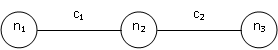 c₁ c₂
n₁ n₂ n₃